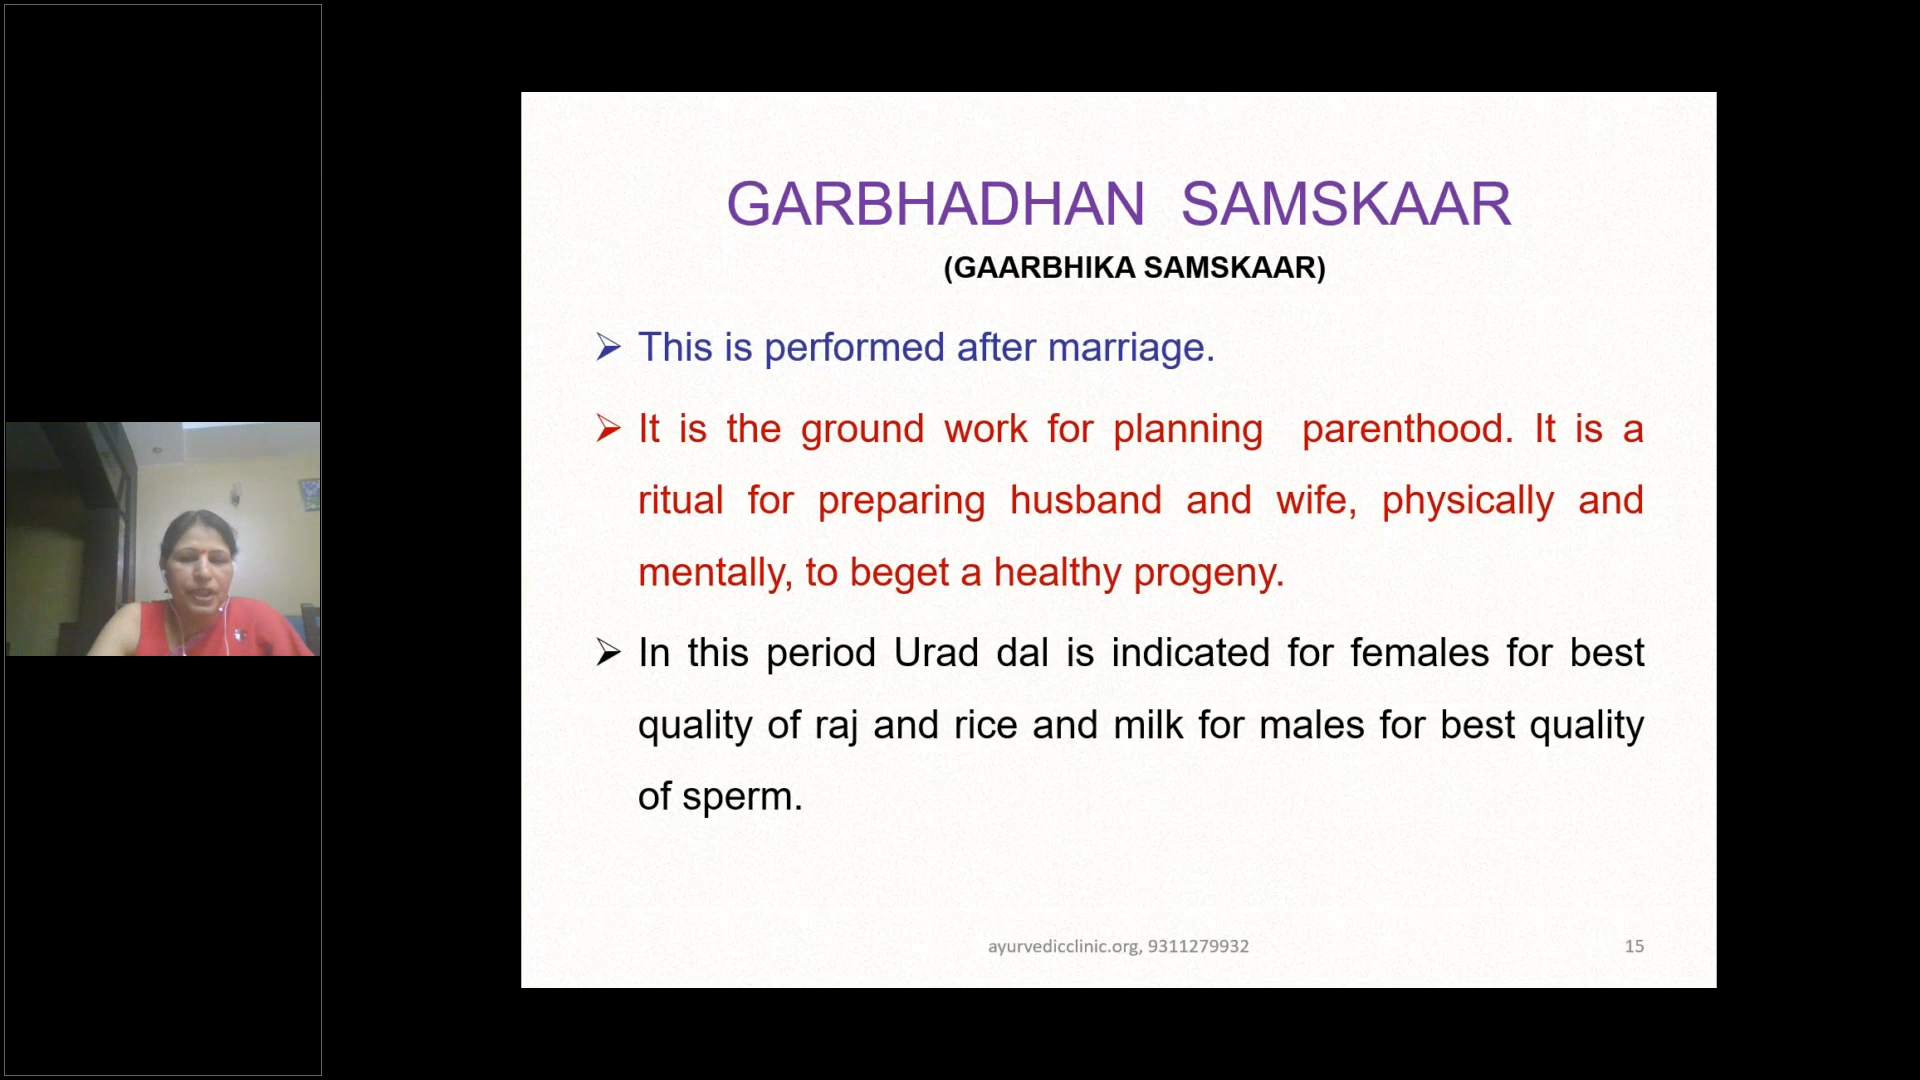 GARBHADHAN SAMSKAAR
(GAARBHIKA SAMSKAAR)
➢ This is performed after marriage.
➢ It is the ground work for planning parenthood. It is a
ritual for preparing husband and wife, physically and
mentally, to beget a healthy progeny.
➢ In this period Urad dal is indicated for females for best
quality of raj and rice and milk for males for best quality
of sperm.
ayurvedicclinic.org, 9311279932
15